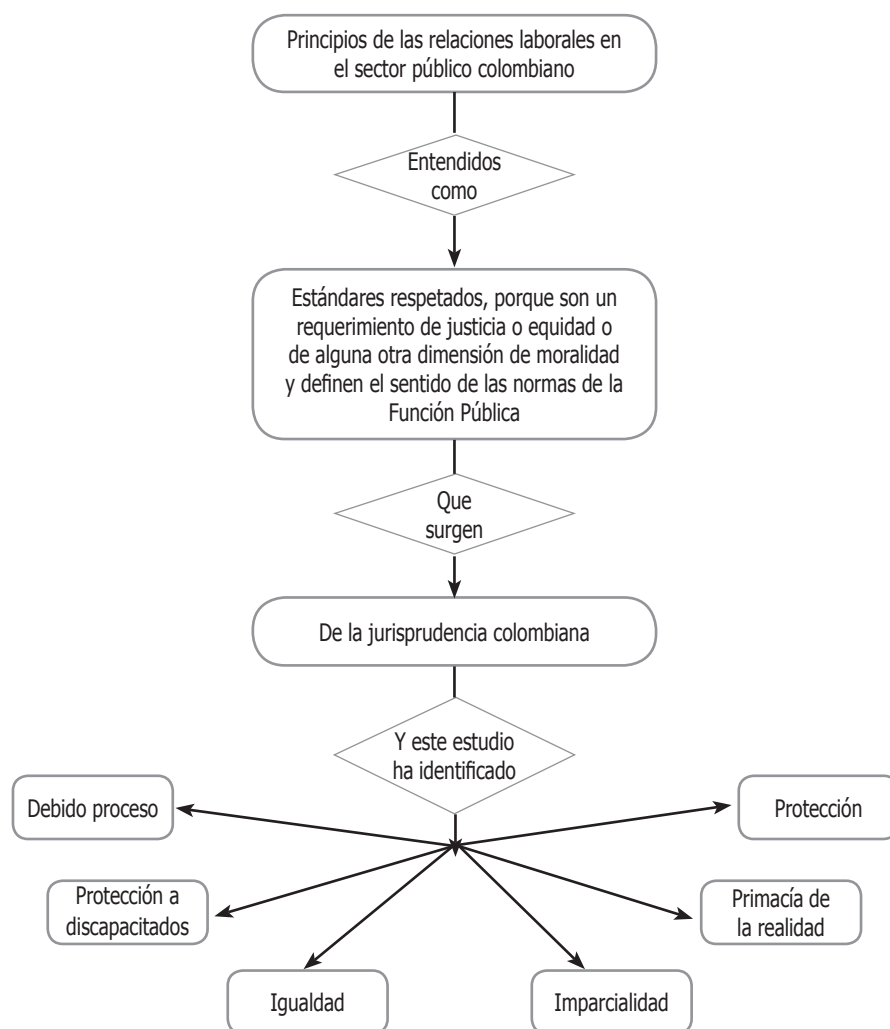 Principios de las relaciones laborales en
el sector público colombiano
Entendidos
como
Estándares respetados, porque son un
requerimiento de justicia o equidad o
de alguna otra dimensión de moralidad
y definen el sentido de las normas de la
Función Pública
Que
surgen
De la jurisprudencia colombiana
Y este estudio
ha identificado
Debido proceso
Protección
Protección a
discapacitados
Primacía de
la realidad
Igualdad
Imparcialidad